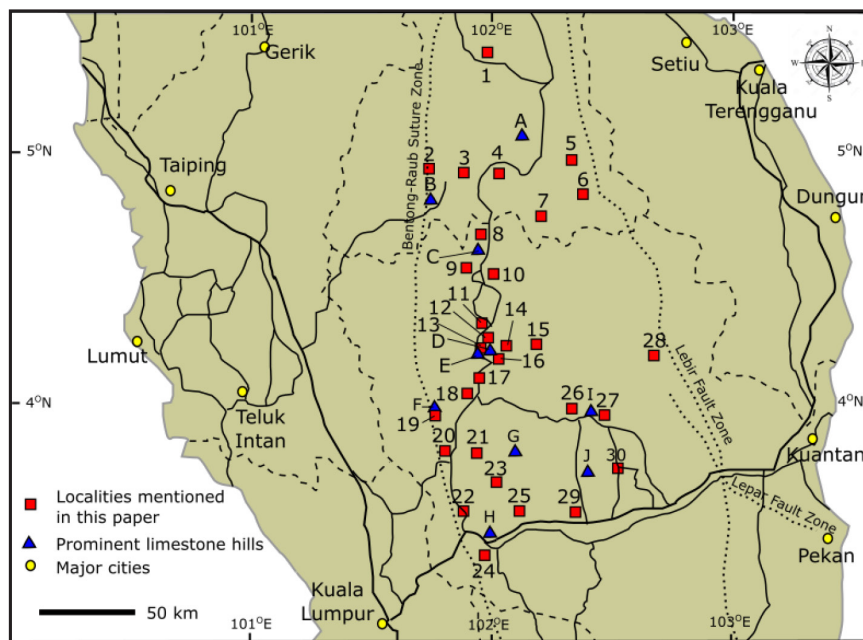 101°E
102°E
103°E
N
W
E
S
Gerik
Setiu
Kuala
Terengganu
1
A
5°N
5°N
Taiping
Bentong-Raub Suture Zone
2
3
4
5
6
B
7
Dungun
8
C
9
10
11
12
13
14
D
15
E
16
28
Lumut
17
Lebir Fault Zone
18
F
26
I
27
4°N
4°N
Teluk
Intan
19
20
21
G
J
30
Kuantan
23
22
25
29
Lepar Fault Zone
H
24
Pekan
Localities mentioned
in this paper
Prominent limestone hills
Major cities
50 km
Kuala
Lumpur
101°E
102°E
103°E